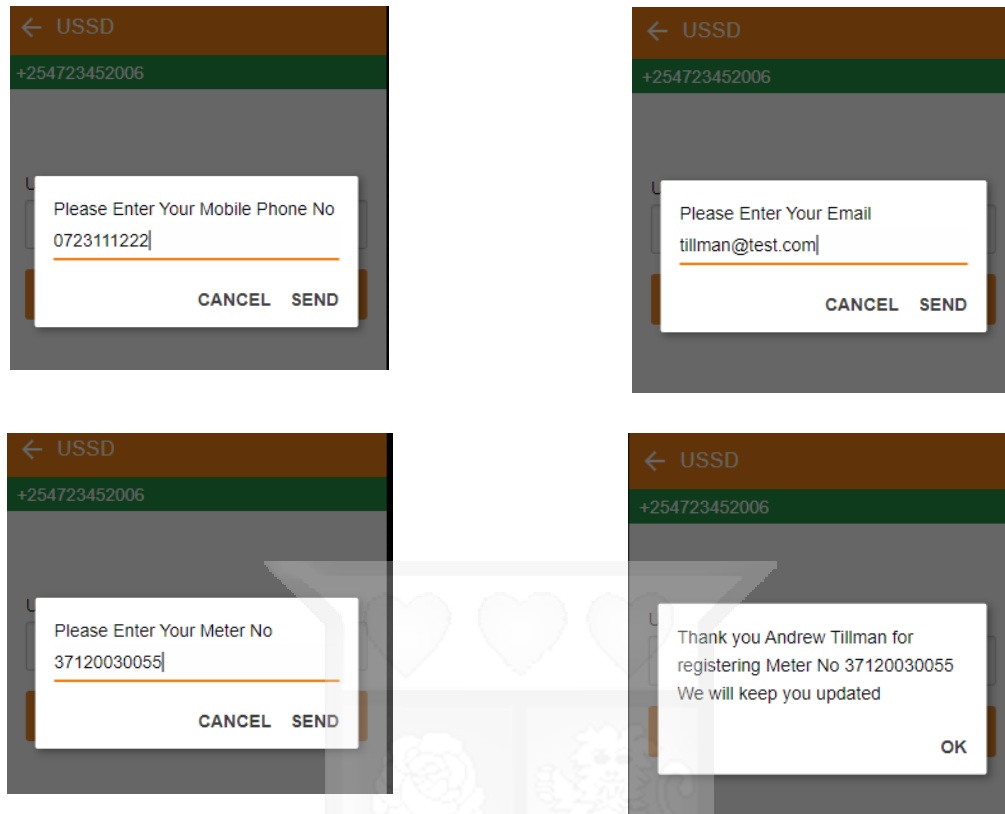 ← USSD
+254723452006
U
Please Enter Your Mobile Phone No
0723111222
CANCEL SEND
← USSD
+254723452006
U
Please Enter Your Email
tillman@test.com
CANCEL SEND
← USSD
+254723452006
U
Please Enter Your Meter No
37120030055
CANCEL SEND
← USSD
+254723452006
U
Thank you Andrew Tillman for
registering Meter No 37120030055
We will keep you updated
OK